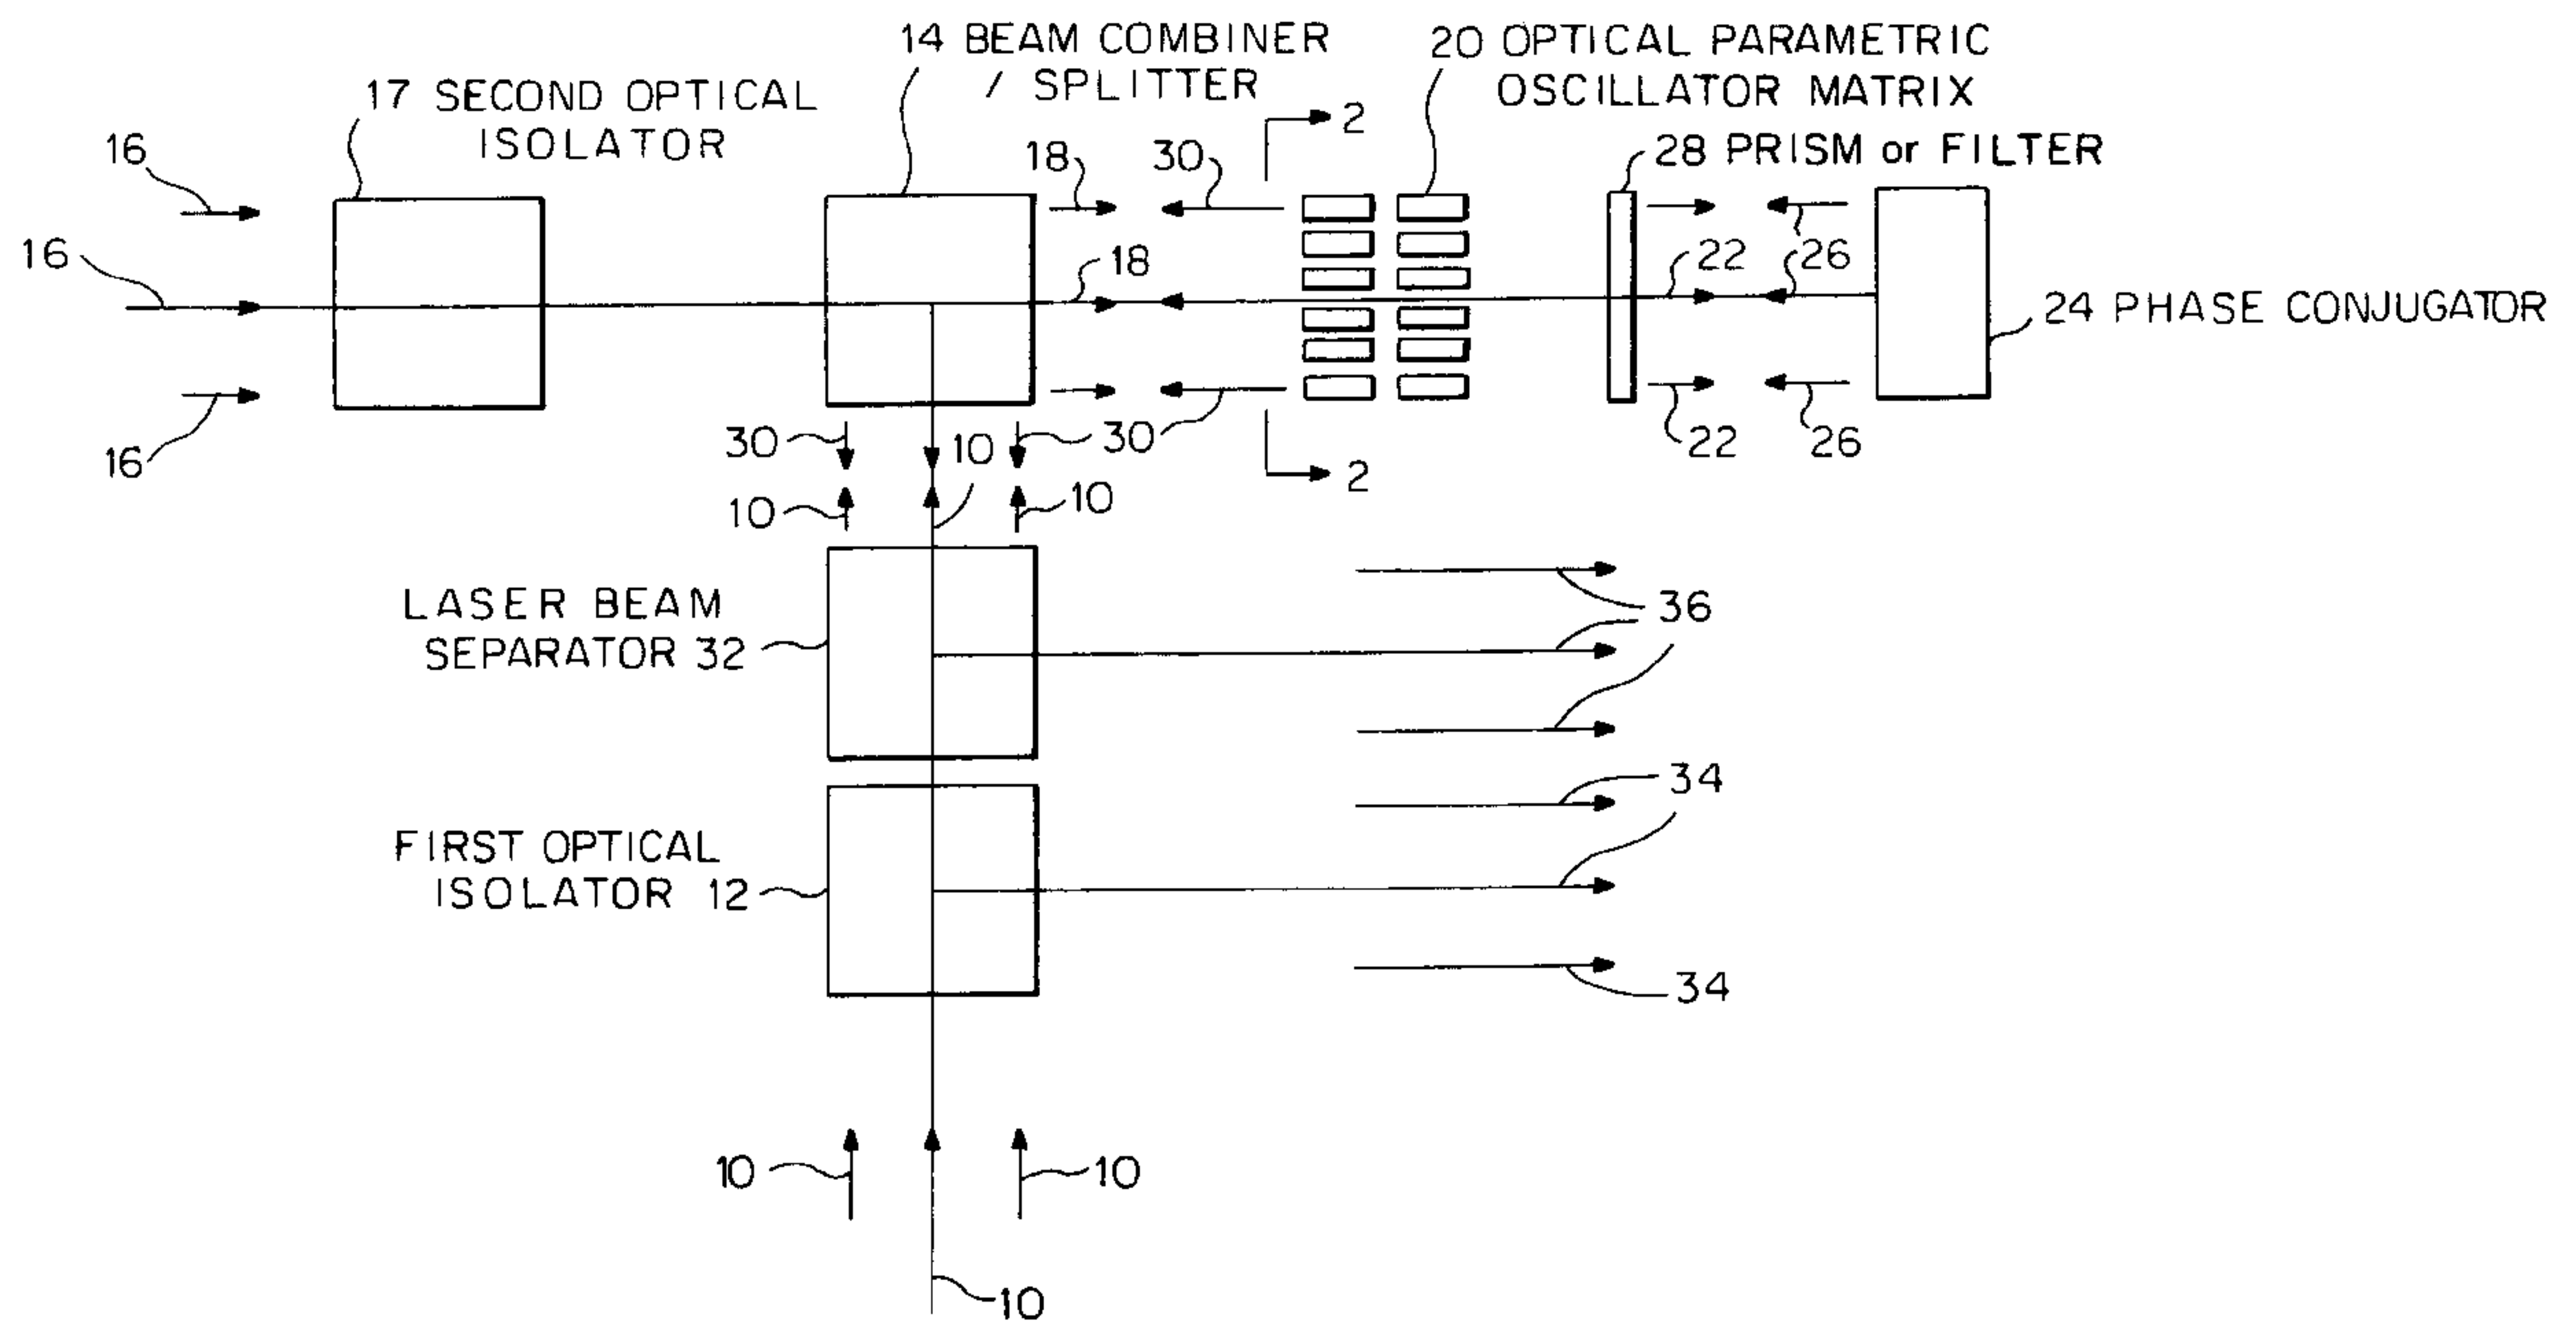 14 BEAM COMBINER
/ SPLITTER
20 OPTICAL PARAMETRIC
OSCILLATOR MATRIX
17 SECOND OPTICAL
ISOLATOR
2
28 PRISM or FILTER
16
18
30
16
18
22
26
24 PHASE CONJUGATOR
30
10
30
22
26
16
2
10
10
36
LASER BEAM
SEPARATOR 32
34
FIRST OPTICAL
ISOLATOR 12
34
10
10
10